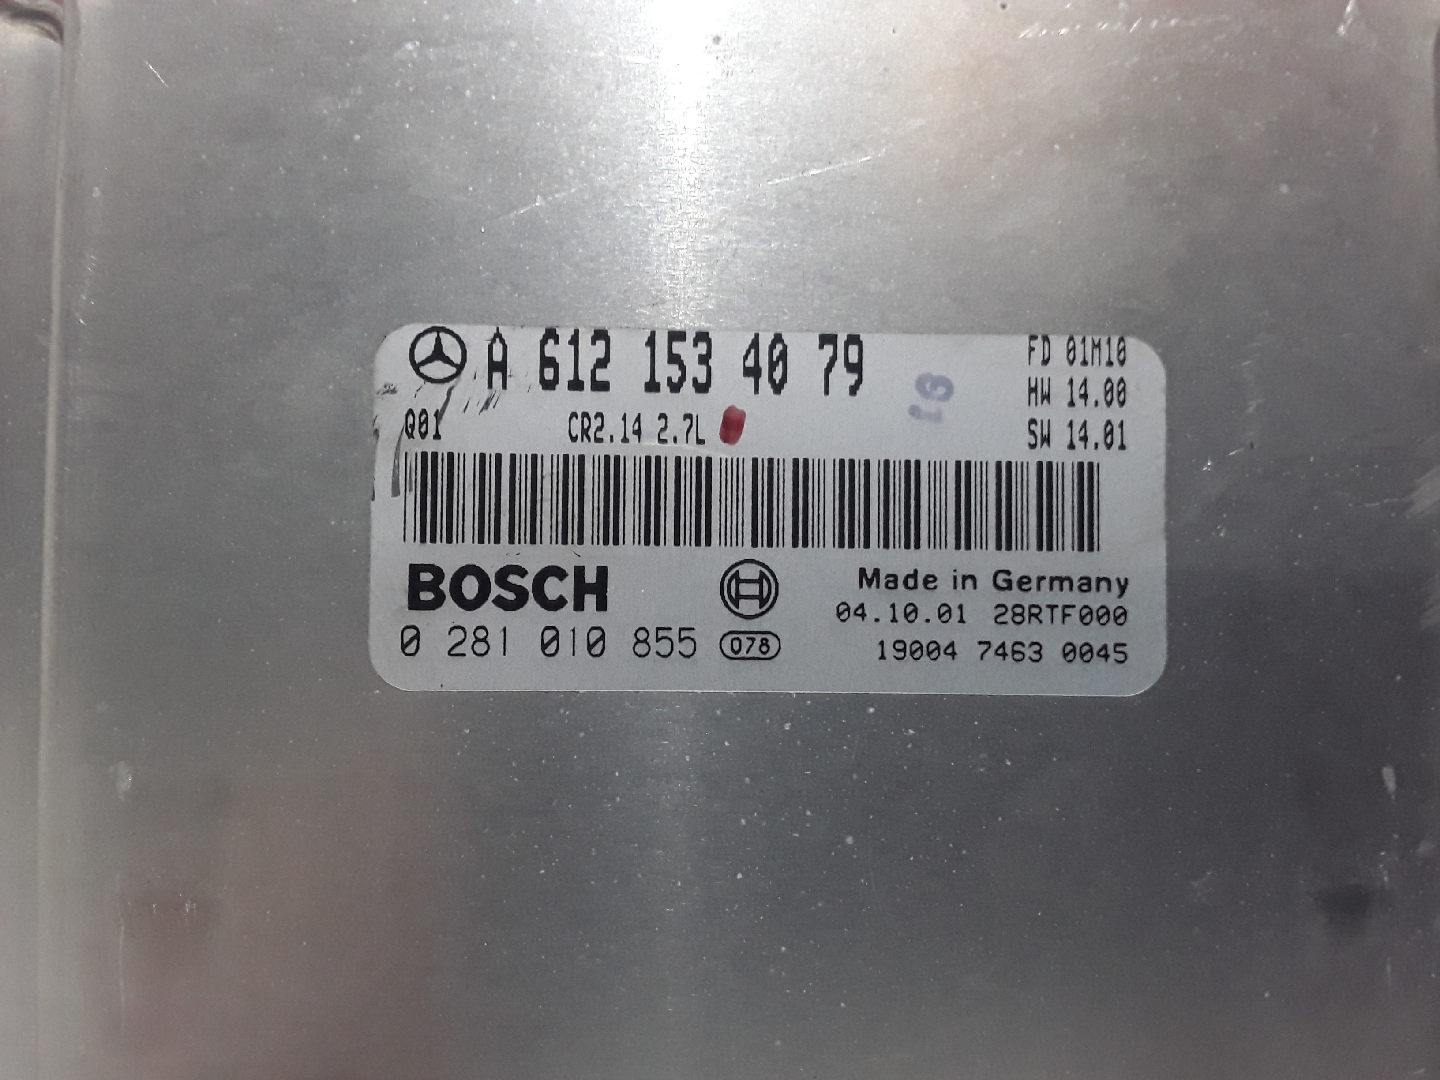 A 612 153 40 79
FD 01M10
HW 14.00
Q01 CR2.14 2.7L
SW 14.01
BOSCH
Made in Germany
04.10.01 28RTF000
0 281 010 855 078
19004 7463 0045